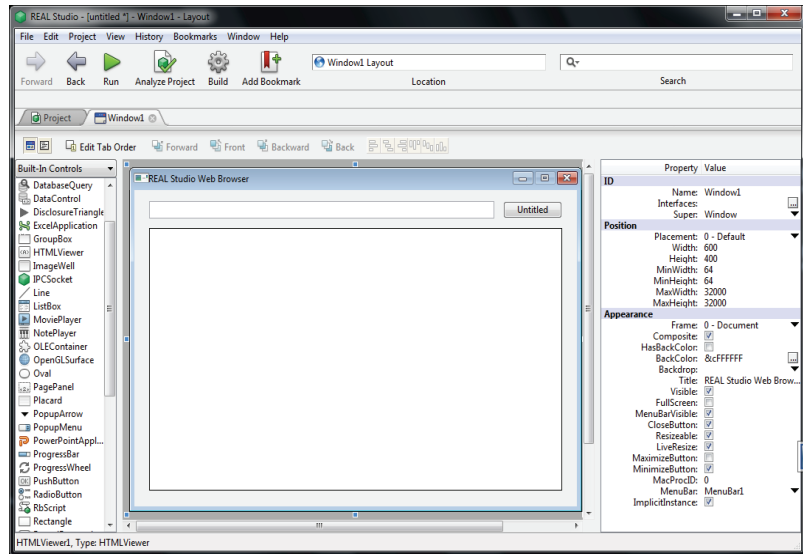 REAL Studio - [untitled *] - Window1 - Layout
File Edit Project View History Bookmarks Window Help
Window1 Layout
Forward Back Run Analyze Project Build Add Bookmark Location Search
Project Window1
Edit Tab Order Forward Front Backward Back
Built-In Controls
DatabaseQuery
DataControl
DisclosureTriangle
ExcelApplication
GroupBox
HTMLViewer
ImageWell
IPCSocket
Line
ListBox
MoviePlayer
NotePlayer
OLEContainer
OpenGLSurface
Oval
PagePanel
Placard
PopupArrow
PopupMenu
PowerPointAppl...
ProgressBar
ProgressWheel
PushButton
RadioButton
RbScript
Rectangle
REAL Studio Web Browser
Untitled
Property Value
ID
Name: Window1
Interfaces: ...
Super: Window
Position
Placement: 0 - Default
Width: 600
Height: 400
MinWidth: 64
MinHeight: 64
MaxWidth: 32000
MaxHeight: 32000
Appearance
Frame: 0 - Document
Composite:
HasBackColor:
BackColor: &cFFFFFF ...
Backdrop:
Title: REAL Studio Web Brow...
Visible:
FullScreen:
MenuBarVisible:
CloseButton:
Resizeable:
LiveResize:
MaximizeButton:
MinimizeButton:
MacProcID: 0
MenuBar: MenuBar1
ImplicitInstance:
HTMLViewer1, Type: HTMLViewer